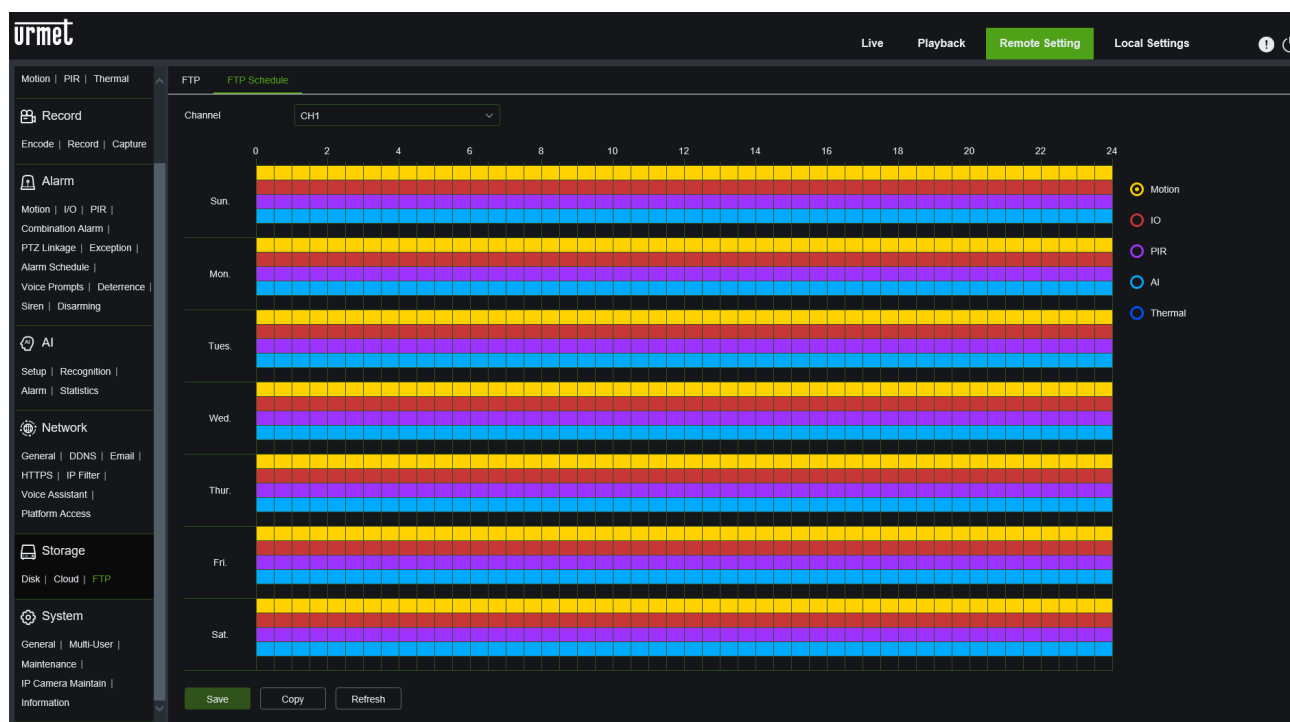 urmet
Live Playback Remote Setting Local Settings
Motion | PIR | Thermal
Record
Encode | Record | Capture
Alarm
Motion | I/O | PIR |
Combination Alarm |
PTZ Linkage | Exception |
Alarm Schedule |
Voice Prompts | Deterrence |
Siren | Disarming
AI
Setup | Recognition |
Alarm | Statistics
Network
General | DDNS | Email |
HTTPS | IP Filter |
Voice Assistant |
Platform Access
Storage
Disk | Cloud | FTP
System
General | Multi-User |
Maintenance |
IP Camera Maintain |
Information
FTP FTP Schedule
Channel CH1
0 2 4 6 8 10 12 14 16 18 20 22 24
Sun.
Mon.
Tues.
Wed.
Thur.
Fri.
Sat.
Motion
IO
PIR
AI
Thermal
Save Copy Refresh